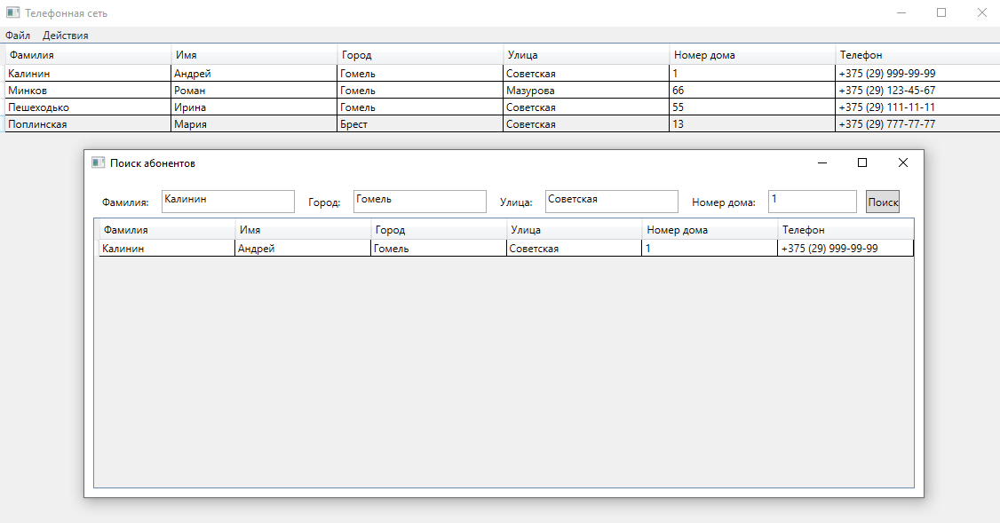 Телефонная сеть
Файл Действия
Фамилия Имя Город Улица Номер дома Телефон
Калинин Андрей Гомель Советская 1 +375 (29) 999-99-99
Минков Роман Гомель Мазурова 66 +375 (29) 123-45-67
Пешеходько Ирина Гомель Советская 55 +375 (29) 111-11-11
Поплинская Мария Брест Советская 13 +375 (29) 777-77-77
Поиск абонентов
Фамилия: Калинин Город: Гомель Улица: Советская Номер дома: 1 Поиск
Фамилия Имя Город Улица Номер дома Телефон
Калинин Андрей Гомель Советская 1 +375 (29) 999-99-99